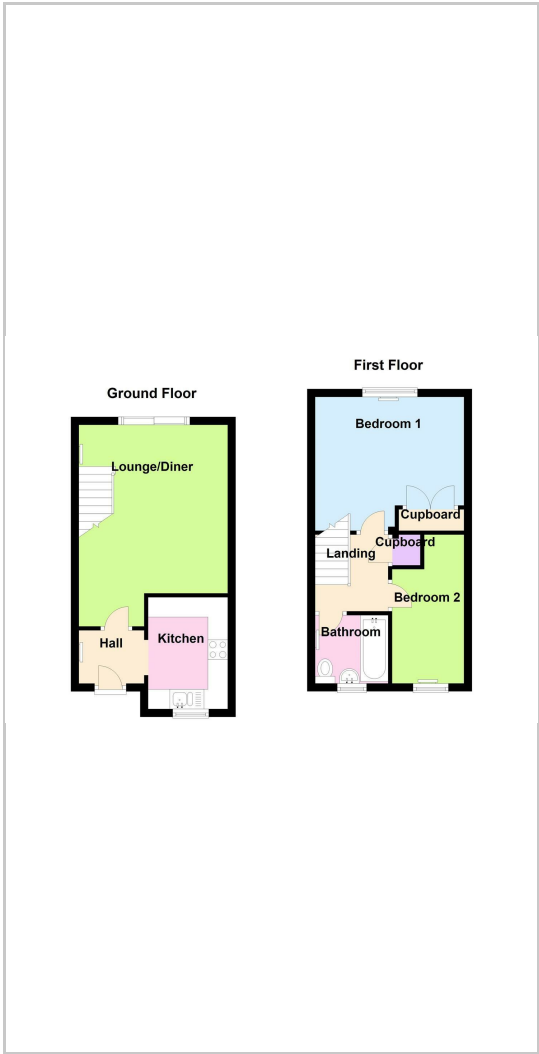 Ground Floor
Lounge/Diner
Hall
Kitchen
First Floor
Bedroom 1
Cupboard
Cupboard
Landing
Bedroom 2
Bathroom